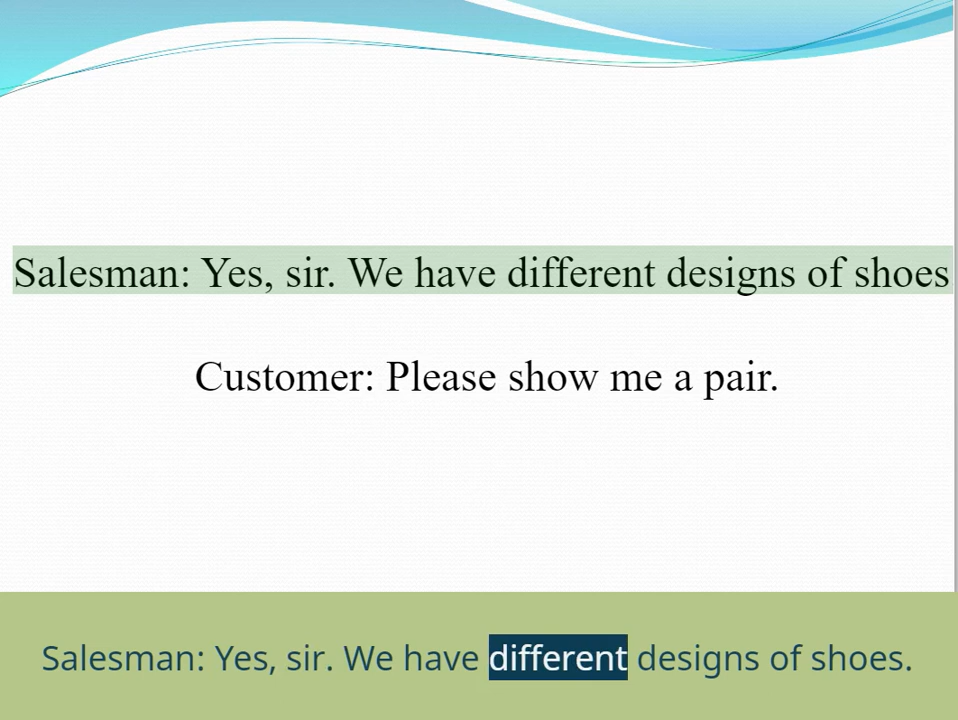 Salesman: Yes, sir. We have different designs of shoes
Customer: Please show me a pair.
Salesman: Yes, sir. We have different designs of shoes.